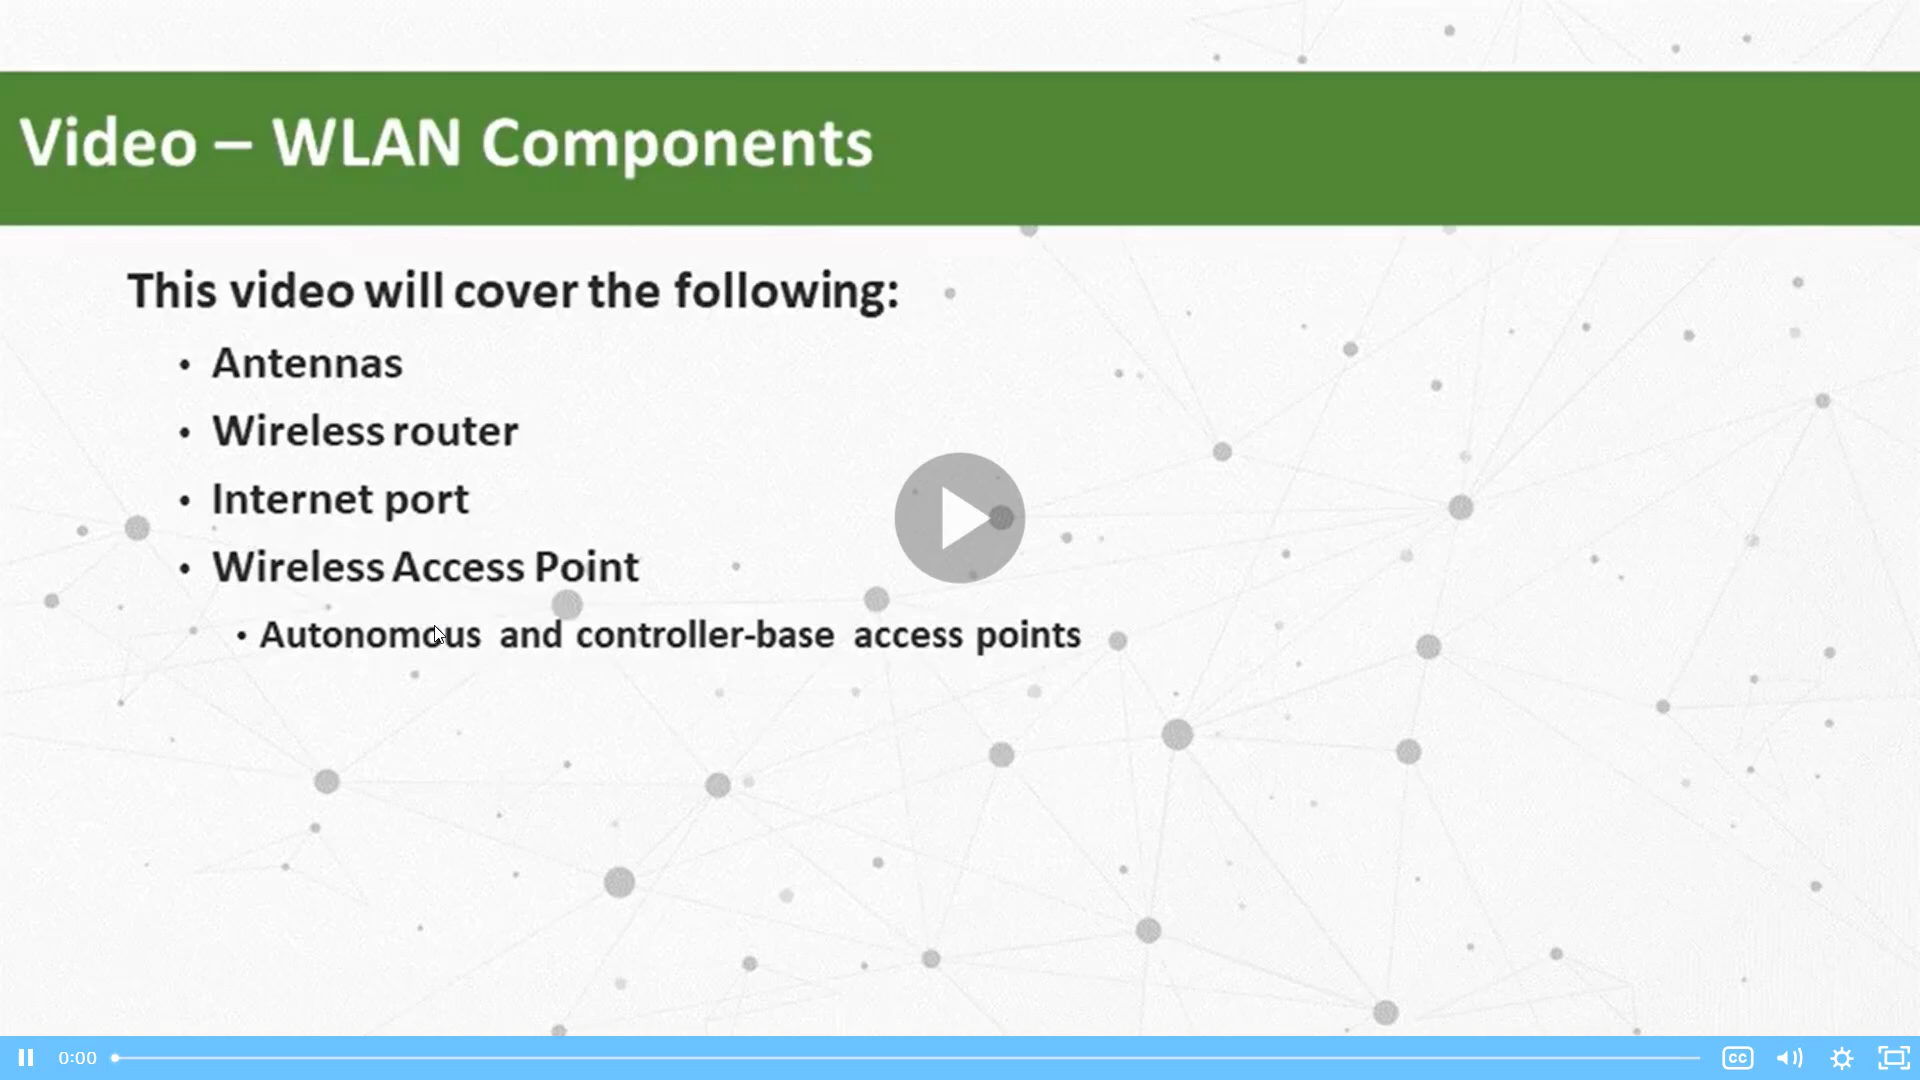 Video – WLAN Components
This video will cover the following:
• Antennas
• Wireless router
• Internet port
• Wireless Access Point
• Autonomous and controller-base access points
0:00
CC